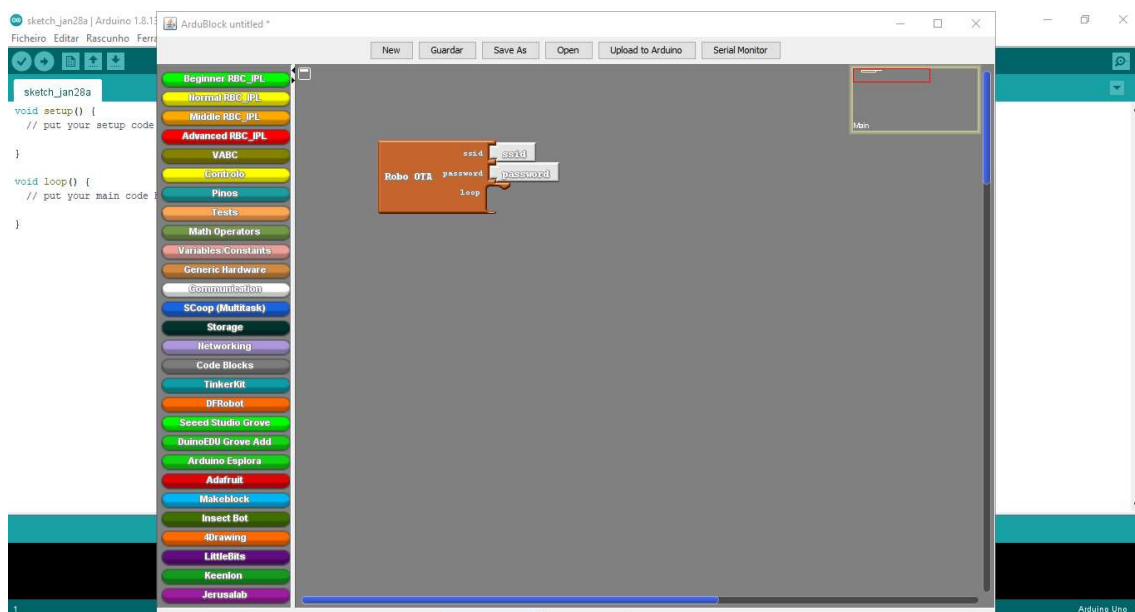 sketch_jan28a | Arduino 1.8.13
ArduBlock untitled *
Ficheiro Editar Rascunho Ferra
New Guardar Save As Open Upload to Arduino Serial Monitor
sketch_jan28a
void setup() {
// put your setup code
}
void loop() {
// put your main code
}
Beginner RBC_IPL
Normal RBC_IPL
Middle RBC_IPL
Advanced RBC_IPL
VABC
Controlo
Pinos
Tests
Math Operators
Variables/Constants
Generic Hardware
Communication
SCoop (Multitask)
Storage
Networking
Code Blocks
TinkerKit
DFRobot
Seeed Studio Grove
DuinoEDU Grove Add
Arduino Esplora
Adafruit
Makeblock
Insect Bot
4Drawing
LittleBits
Keenlon
Jerusalab
Robo OTA
ssid ssid
password password
loop
Main
1
Arduino Uno